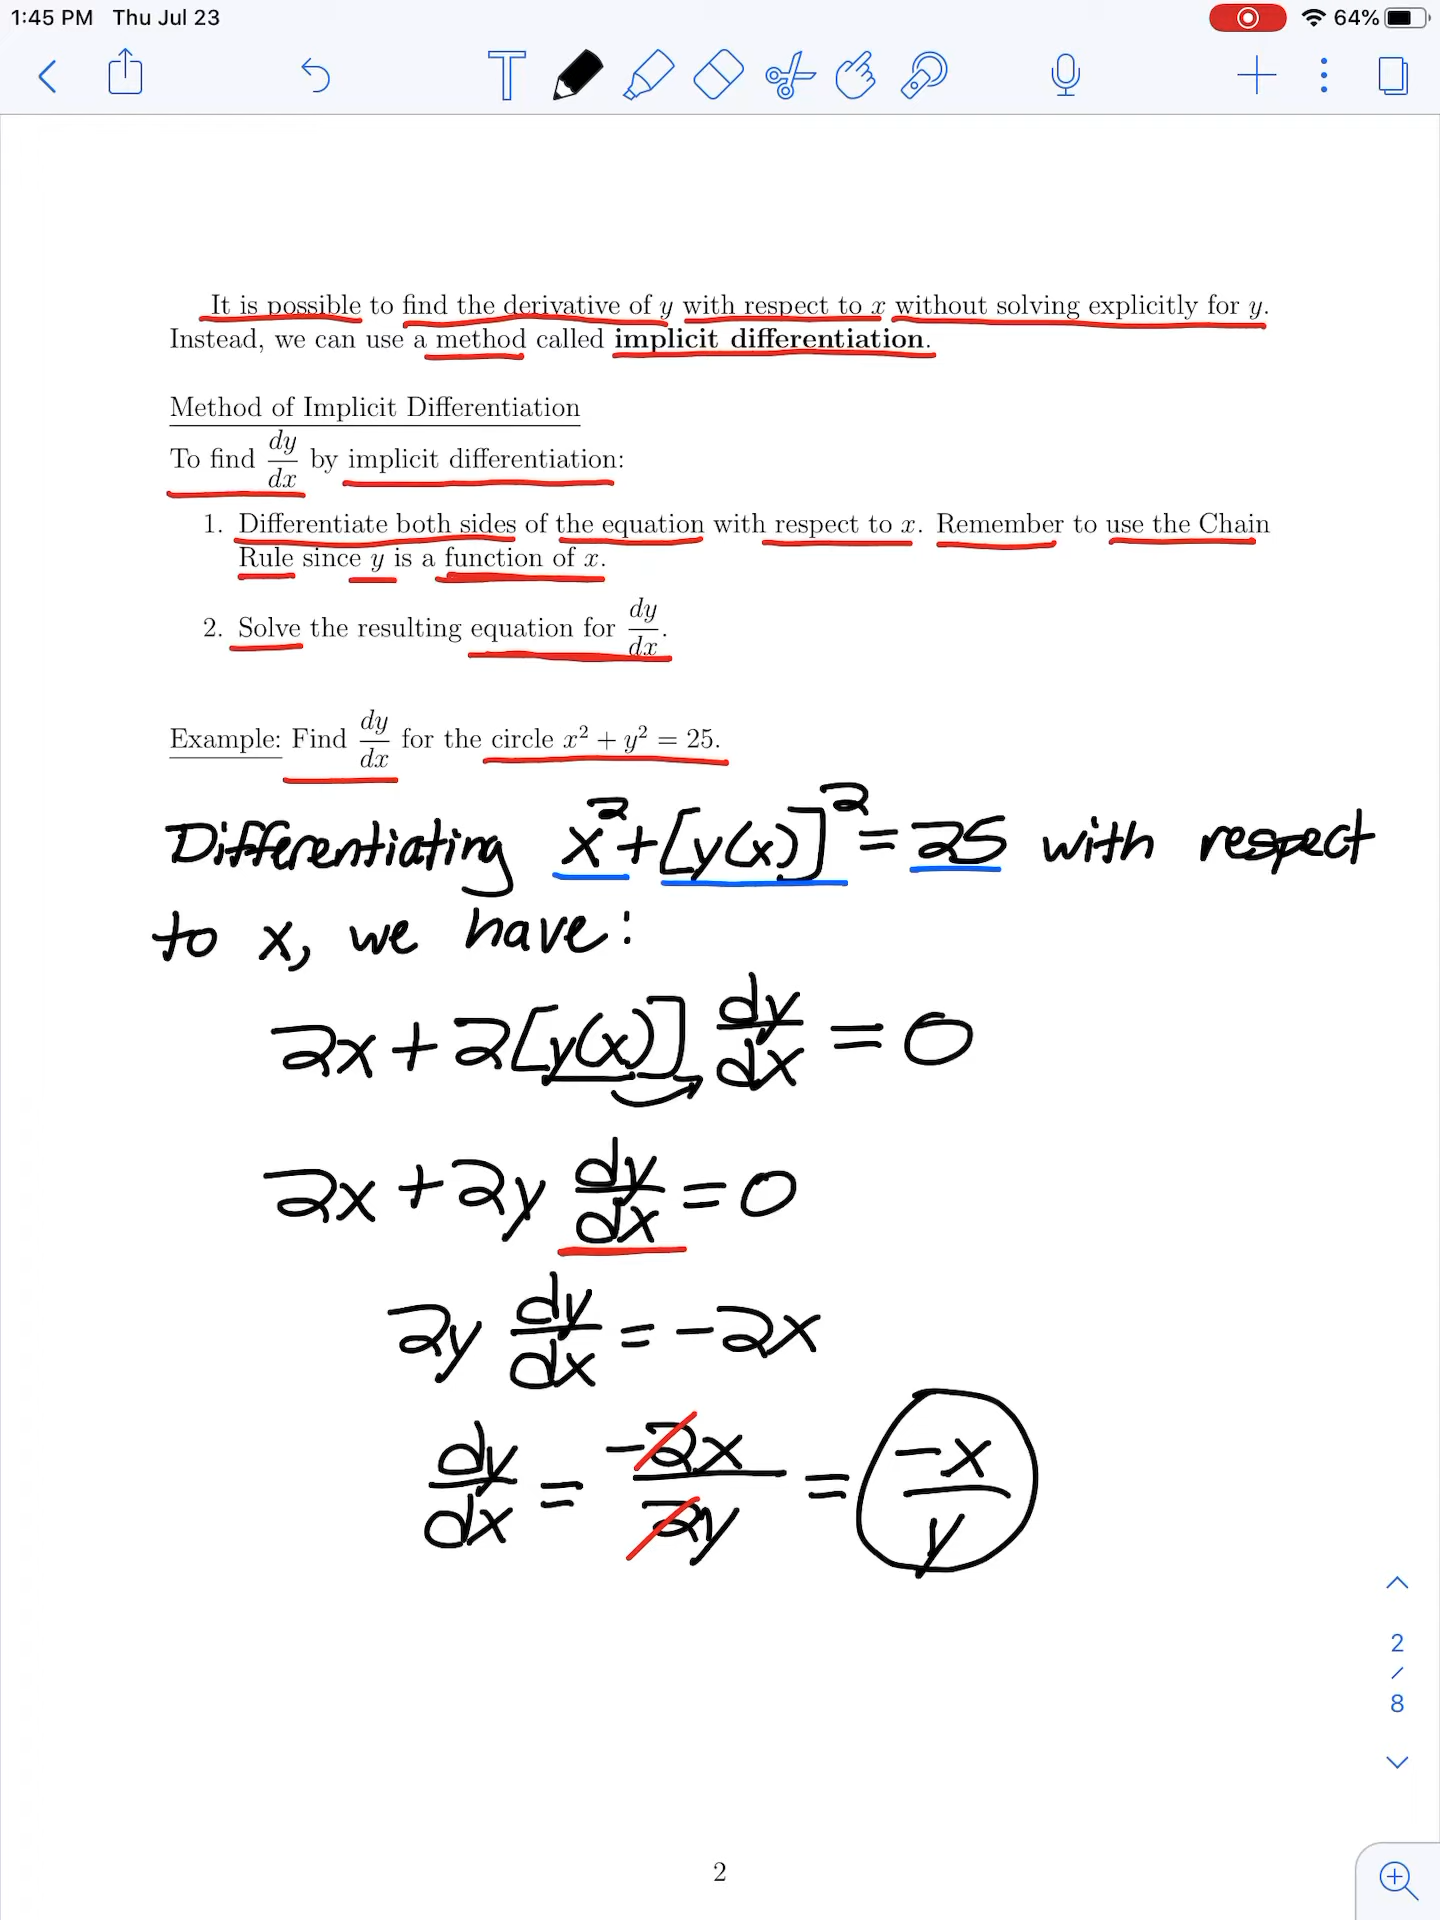 1:45 PM Thu Jul 23 64%
It is possible to find the derivative of y with respect to x without solving explicitly for y.
Instead, we can use a method called implicit differentiation.
Method of Implicit Differentiation
To find dy/dx by implicit differentiation:
1. Differentiate both sides of the equation with respect to x. Remember to use the Chain
Rule since y is a function of x.
2. Solve the resulting equation for dy/dx.
Example: Find dy/dx for the circle x² + y² = 25.
Differentiating x² + [y(x)]² = 25 with respect
to x, we have:
2x + 2[y(x)] dy/dx = 0
2x + 2y dy/dx = 0
2y dy/dx = -2x
dy/dx = -2x/2y = -x/y
2
/
8
2